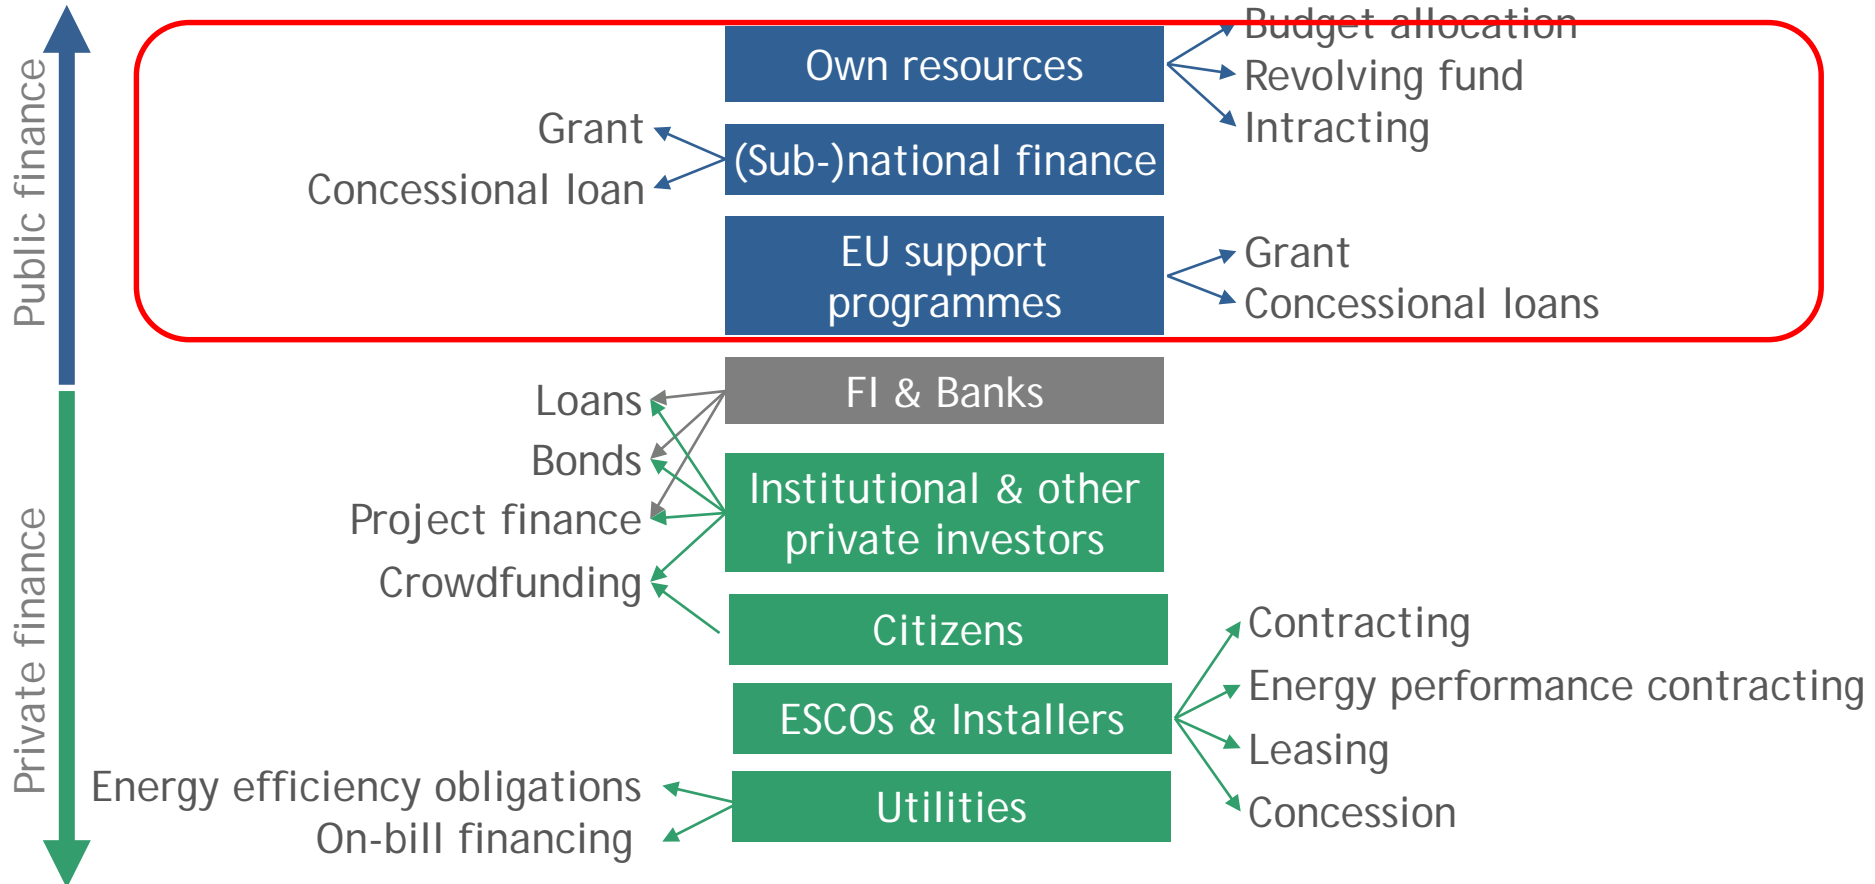 Public finance
Own resources
Budget allocation
Revolving fund
Intracting
Grant
Concessional loan
(Sub-)national finance
EU support
programmes
Grant
Concessional loans
Private finance
FI & Banks
Loans
Bonds
Project finance
Crowdfunding
Institutional & other
private investors
Citizens
ESCOs & Installers
Contracting
Energy performance contracting
Leasing
Concession
Energy efficiency obligations
On-bill financing
Utilities